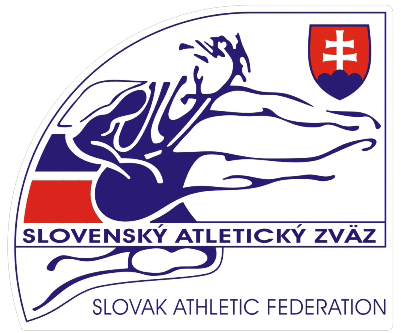 SLOVENSKÝ ATLETICKÝ ZVÄZ
SLOVAK ATHLETIC FEDERATION